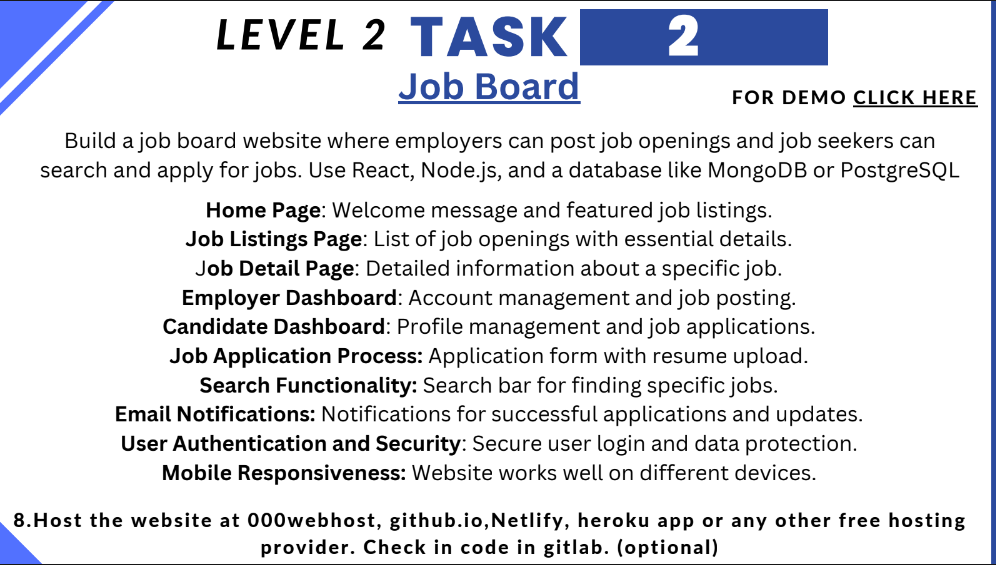 LEVEL 2 TASK 2
Job Board
FOR DEMO CLICK HERE
Build a job board website where employers can post job openings and job seekers can
search and apply for jobs. Use React, Node.js, and a database like MongoDB or PostgreSQL
Home Page: Welcome message and featured job listings.
Job Listings Page: List of job openings with essential details.
Job Detail Page: Detailed information about a specific job.
Employer Dashboard: Account management and job posting.
Candidate Dashboard: Profile management and job applications.
Job Application Process: Application form with resume upload.
Search Functionality: Search bar for finding specific jobs.
Email Notifications: Notifications for successful applications and updates.
User Authentication and Security: Secure user login and data protection.
Mobile Responsiveness: Website works well on different devices.
8.Host the website at 000webhost, github.io,Netlify, heroku app or any other free hosting
provider. Check in code in gitlab. (optional)